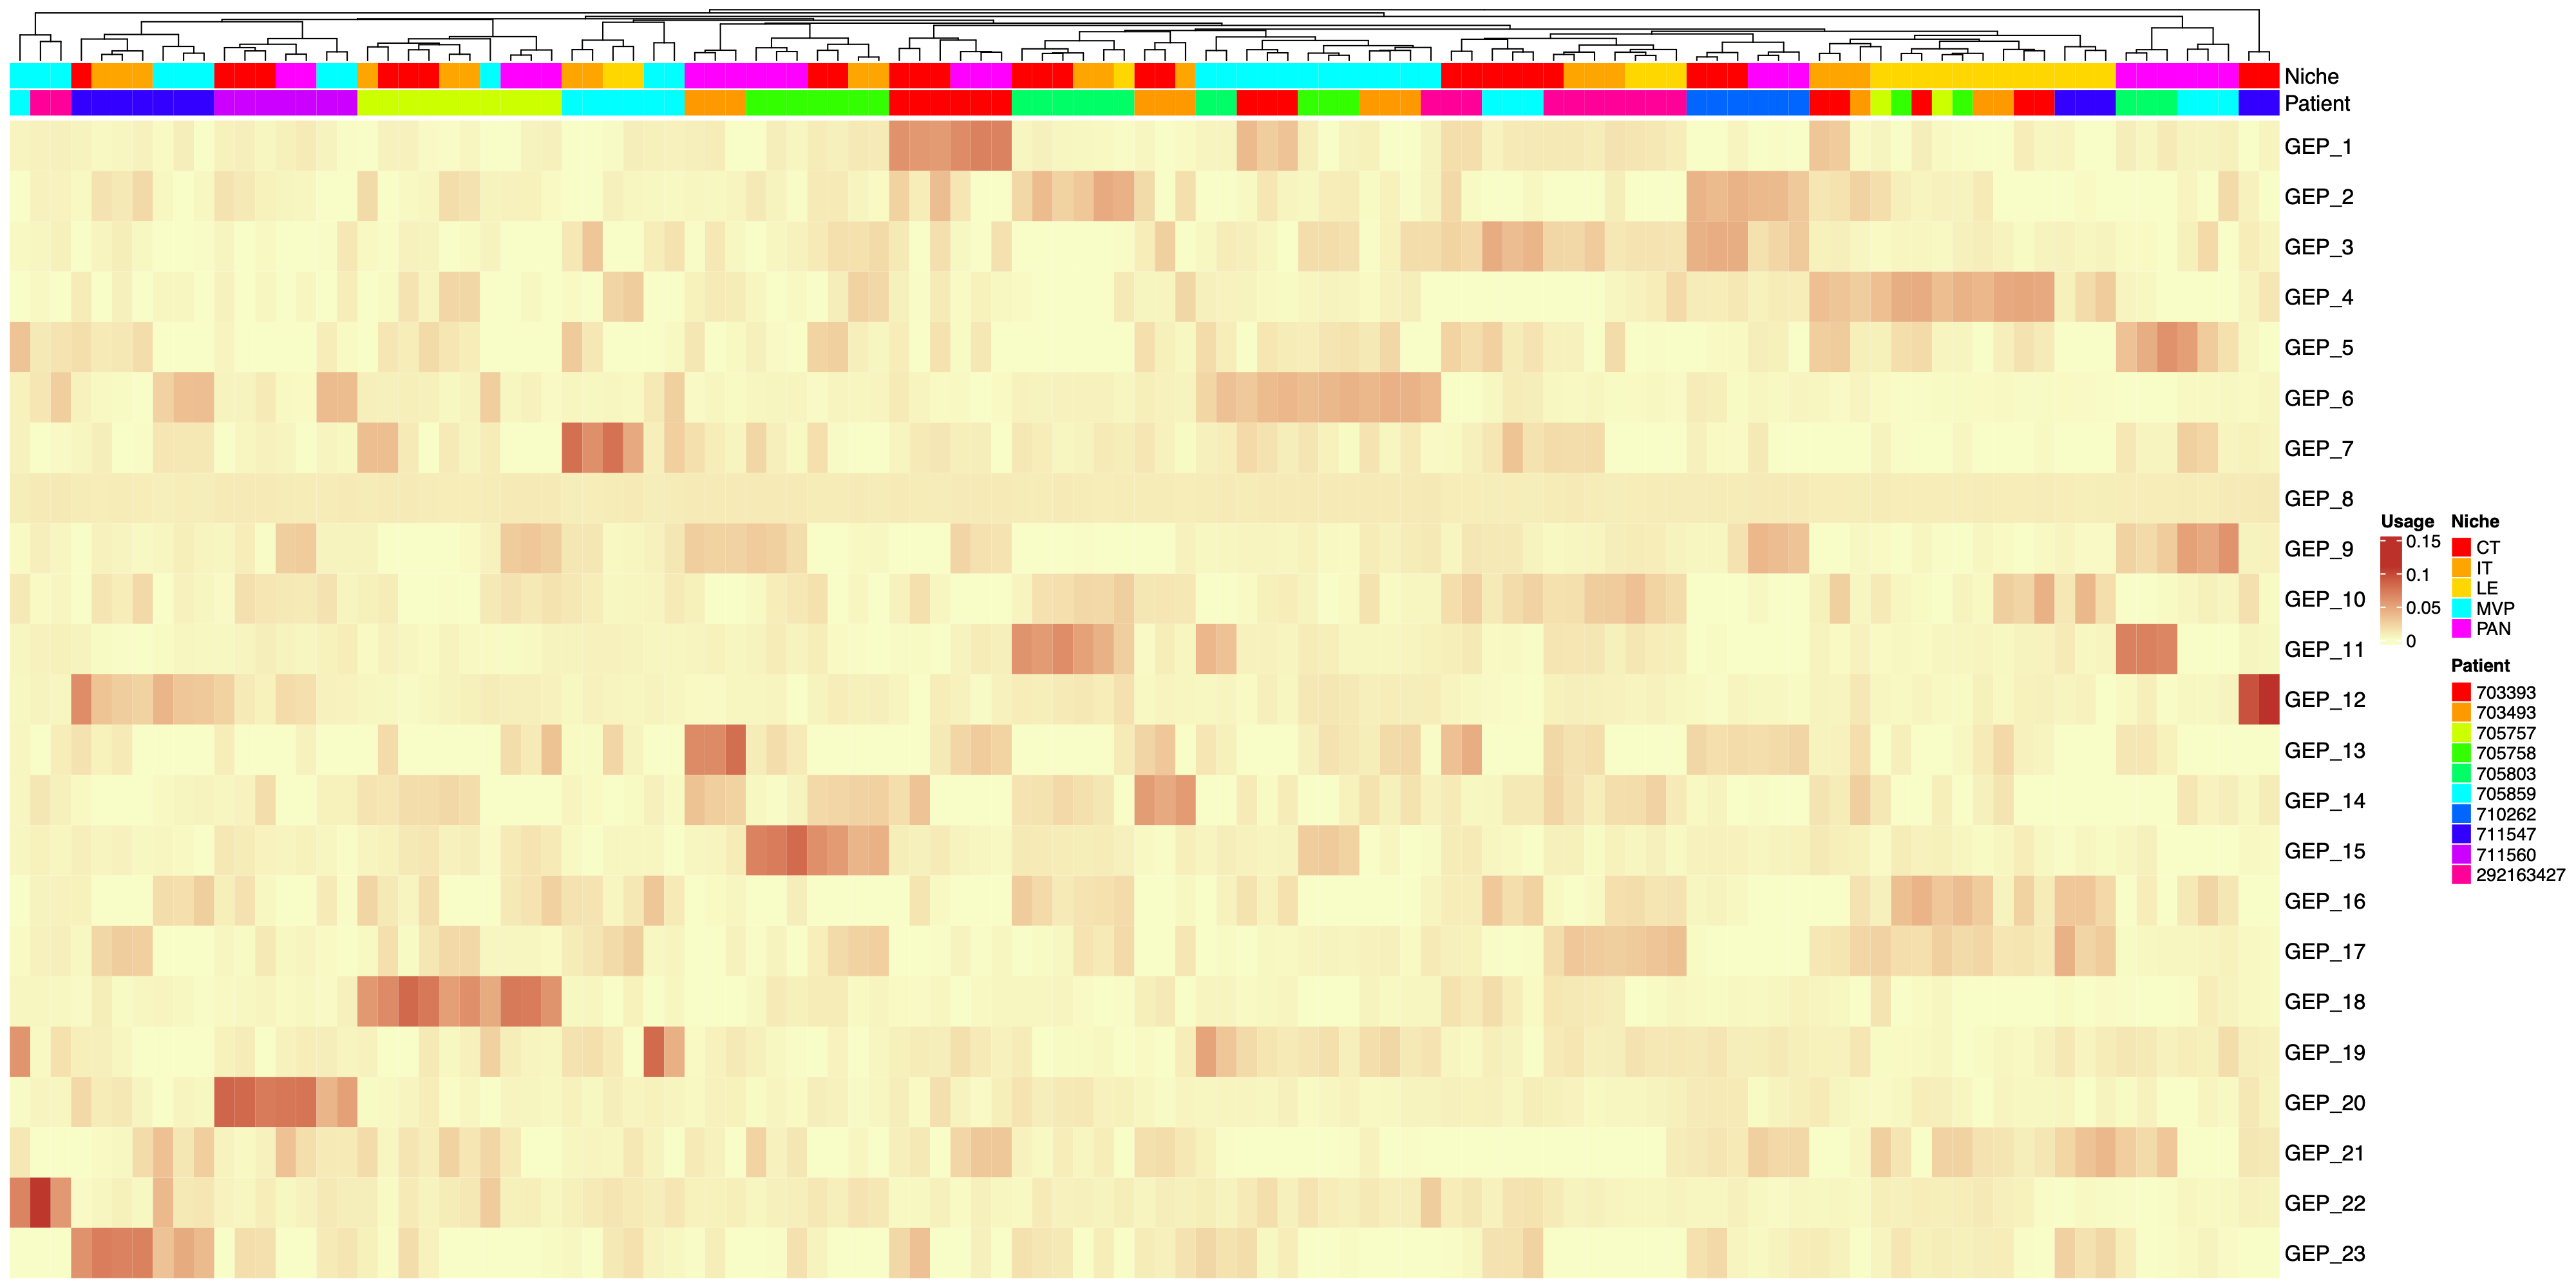 Niche
Patient
GEP_1
GEP_2
GEP_3
GEP_4
GEP_5
GEP_6
GEP_7
GEP_8
GEP_9
GEP_10
GEP_11
GEP_12
GEP_13
GEP_14
GEP_15
GEP_16
GEP_17
GEP_18
GEP_19
GEP_20
GEP_21
GEP_22
GEP_23
Usage
0.15
0.1
0.05
0
Niche
CT
IT
LE
MVP
PAN
Patient
703393
703493
705757
705758
705803
705859
710262
711547
711560
292163427